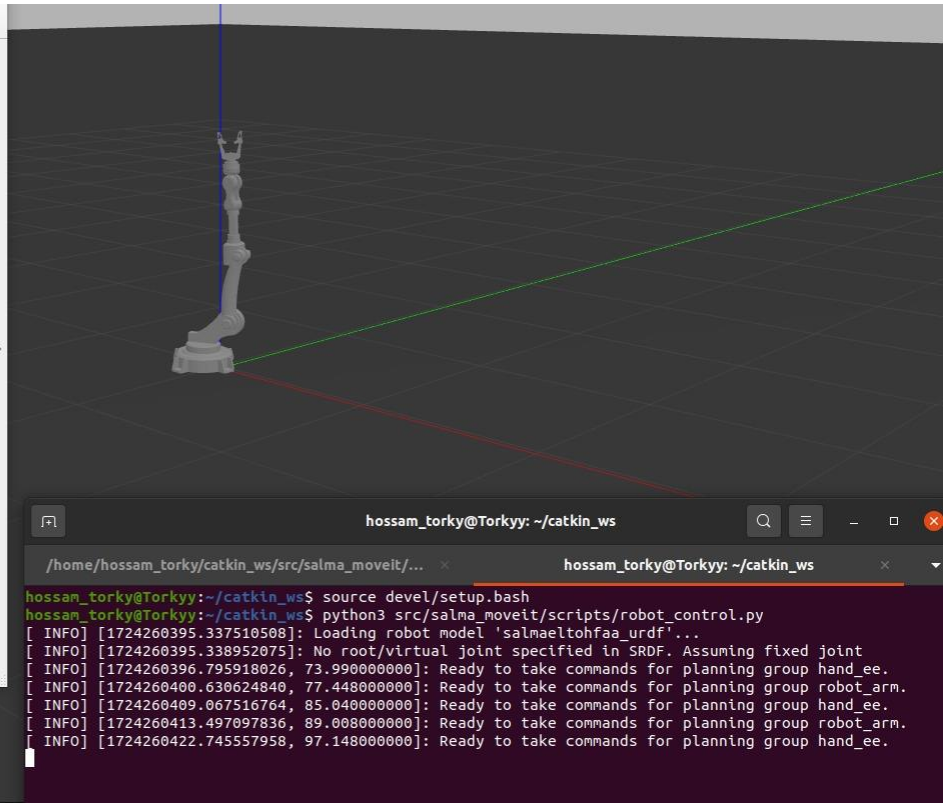 hossam_torky@Torkyy: ~/catkin_ws
/home/hossam_torky/catkin_ws/src/salma_moveit/... hossam_torky@Torkyy: ~/catkin_ws
hossam_torky@Torkyy:~/catkin_ws$ source devel/setup.bash
hossam_torky@Torkyy:~/catkin_ws$ python3 src/salma_moveit/scripts/robot_control.py
[ INFO] [1724260395.337510508]: Loading robot model 'salmaeltohfaa_urdf'...
[ INFO] [1724260395.338952075]: No root/virtual joint specified in SRDF. Assuming fixed joint
[ INFO] [1724260396.795918026, 73.990000000]: Ready to take commands for planning group hand_ee.
[ INFO] [1724260400.630624840, 77.448000000]: Ready to take commands for planning group robot_arm.
[ INFO] [1724260409.067516764, 85.040000000]: Ready to take commands for planning group hand_ee.
[ INFO] [1724260413.497097836, 89.008000000]: Ready to take commands for planning group robot_arm.
[ INFO] [1724260422.745557958, 97.148000000]: Ready to take commands for planning group hand_ee.